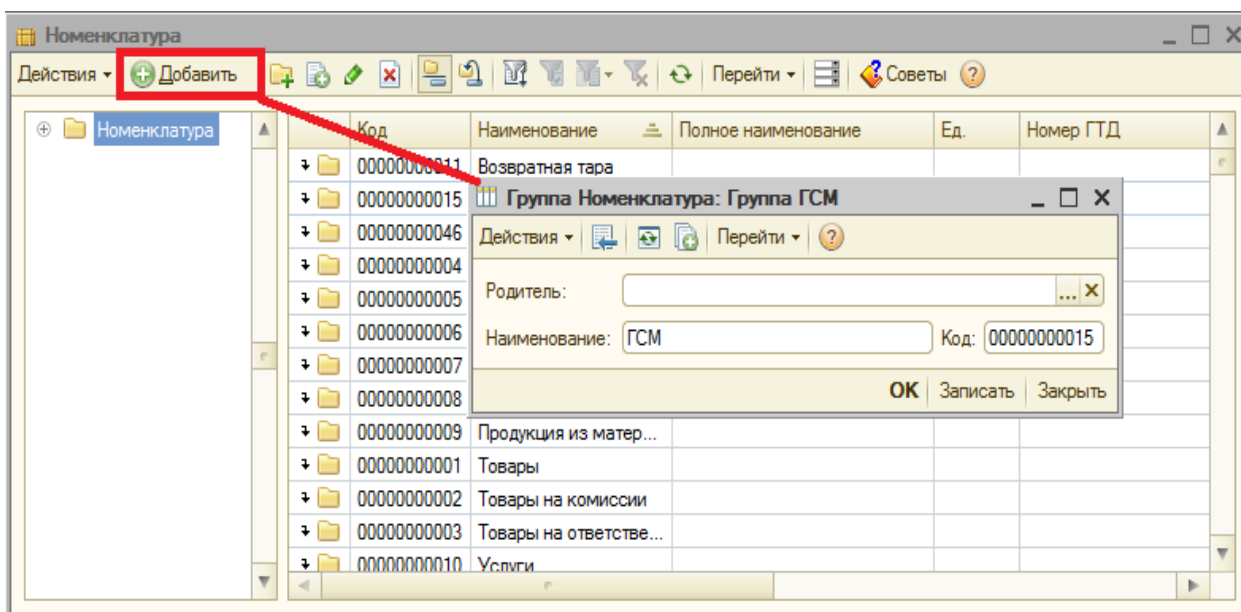 Номенклатура
Действия Добавить Перейти Советы
Номенклатура
Код Наименование Полное наименование Ед. Номер ГТД
00000000011 Возвратная тара
00000000015
00000000046
00000000004
00000000005
00000000006
00000000007
00000000008
Группа Номенклатура: Группа ГСМ
Действия Перейти
Родитель:
Наименование: ГСМ Код: 00000000015
OK Записать Закрыть
00000000009 Продукция из матер...
00000000001 Товары
00000000002 Товары на комиссии
00000000003 Товары на ответстве...
00000000010 Услуги